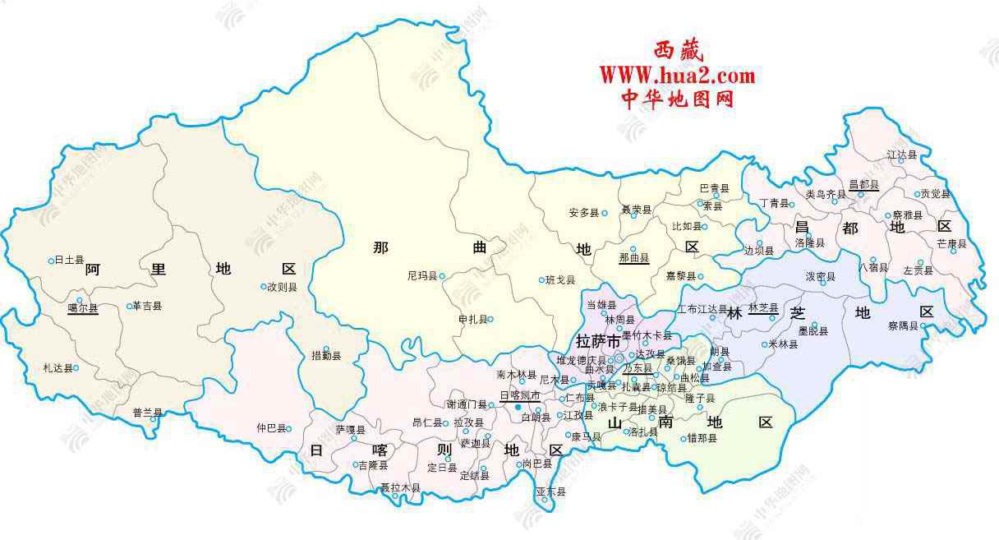 西藏
WWW.hua2.com
中华地图网
江达县
昌都县
类鸟齐县
贡觉县
丁青县
察雅县
昌都地区
洛隆县
边坝县
芒康县
八宿县
左贡县
巴青县
索县
聂荣县
安多县
比如县
那曲地区
那曲县
嘉黎县
尼玛县
班戈县
申扎县
日土县
阿里地区
改则县
噶尔县
革吉县
措勤县
札达县
普兰县
泼密县
工布江达县
林芝县
林芝地区
墨脱县
察隅县
米林县
朗县
当雄县
林周县
墨竹木卡县
拉萨市
达孜县
堆龙德庆县
曲水县
尼木县
乃东县
桑饿县
加查县
曲松县
贡嘎县
扎囊县
琼结县
隆子县
浪卡子县
措美县
山南地区
洛扎县
错那县
南木林县
日喀则市
仁布县
谢通门县
白朗县
江孜县
昂仁县
拉孜县
仲巴县
萨嘎县
萨迦县
康马县
日喀则地区
吉隆县
定日县
定结县
岗巴县
聂拉木县
亚东县
中华地图网